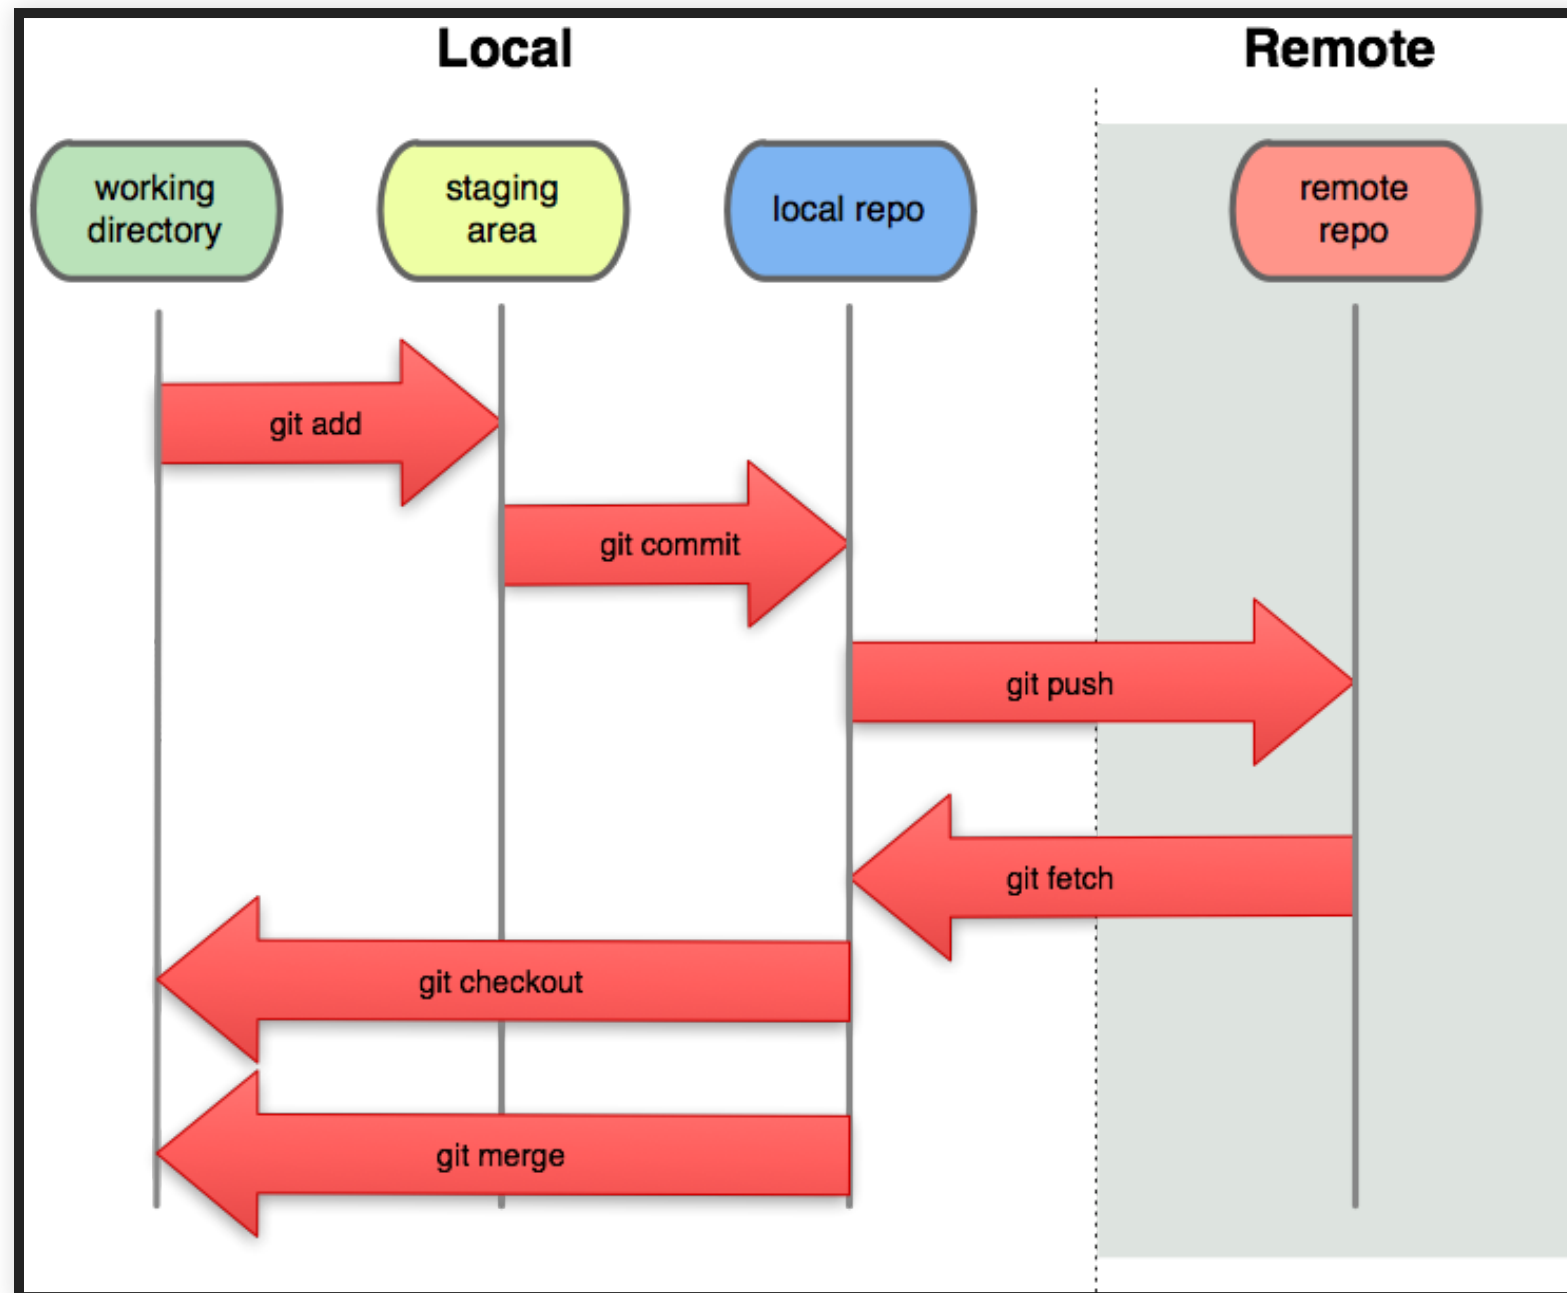 Local
Remote
working
directory
staging
area
local repo
remote
repo
git add
git commit
git push
git fetch
git checkout
git merge